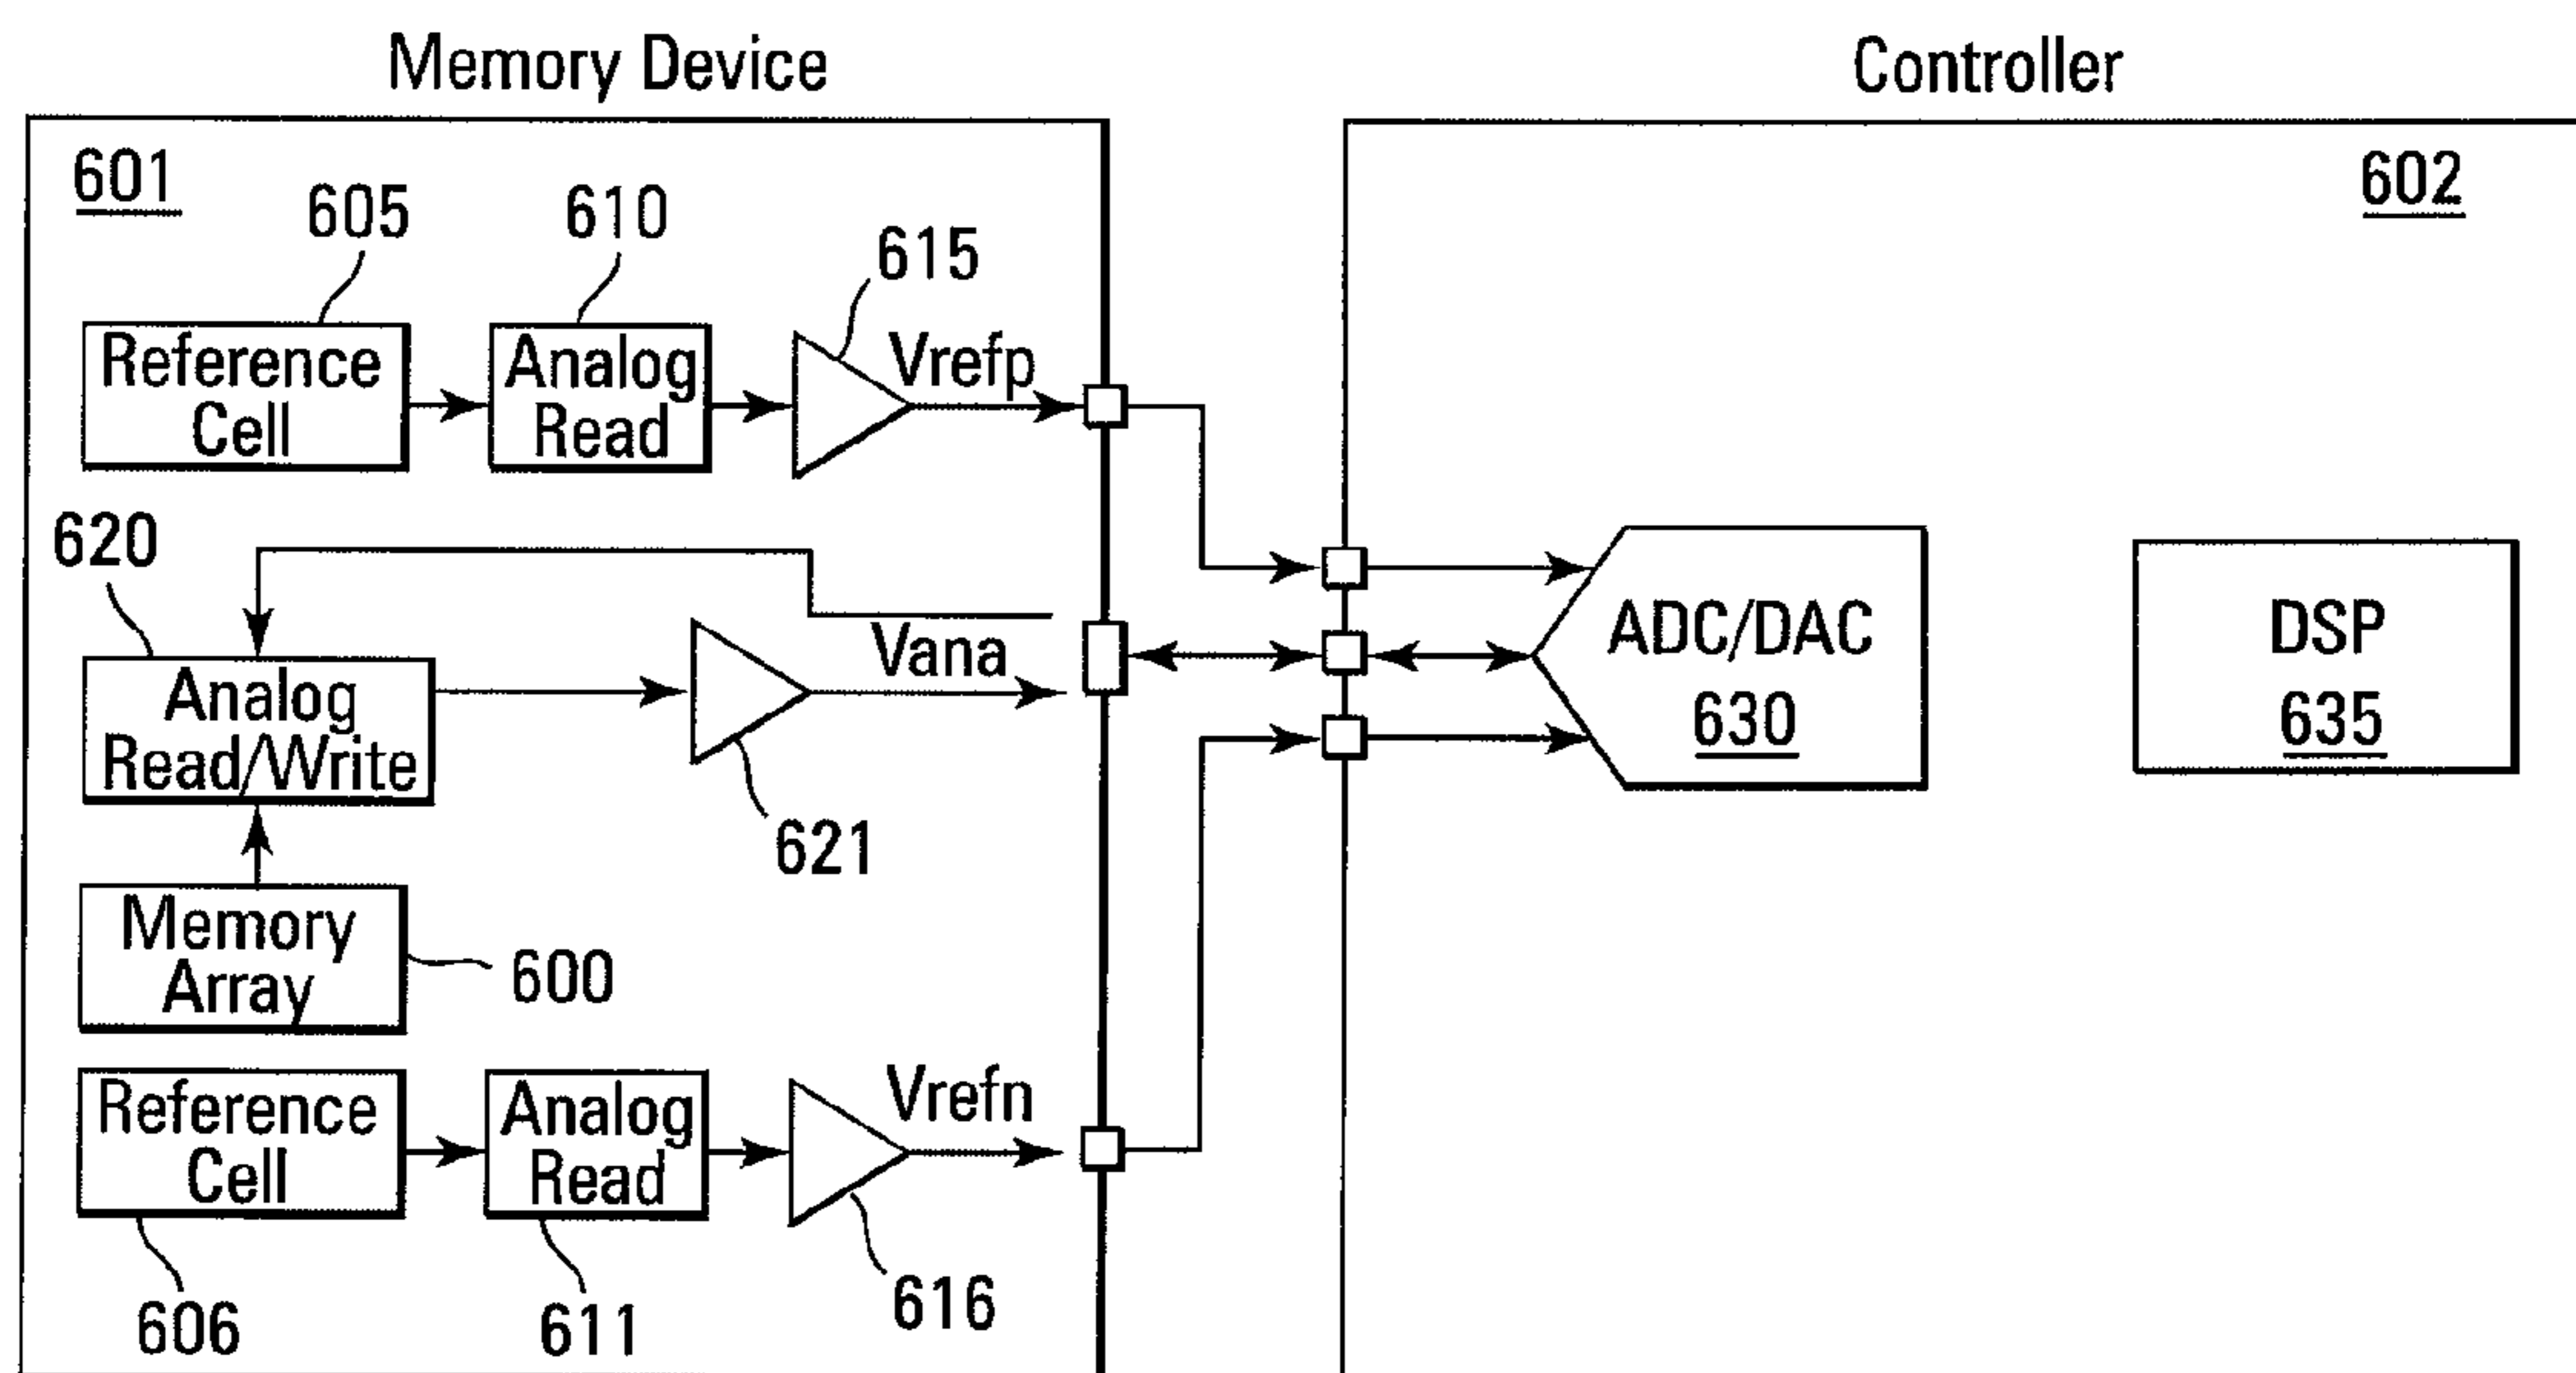 Memory Device
Controller
601
602
605
610
615
Reference
Cell
Analog
Read
Vrefp
620
Analog
Read/Write
Vana
621
ADC/DAC
630
DSP
635
Memory
Array
600
Reference
Cell
Analog
Read
Vrefn
606
611
616